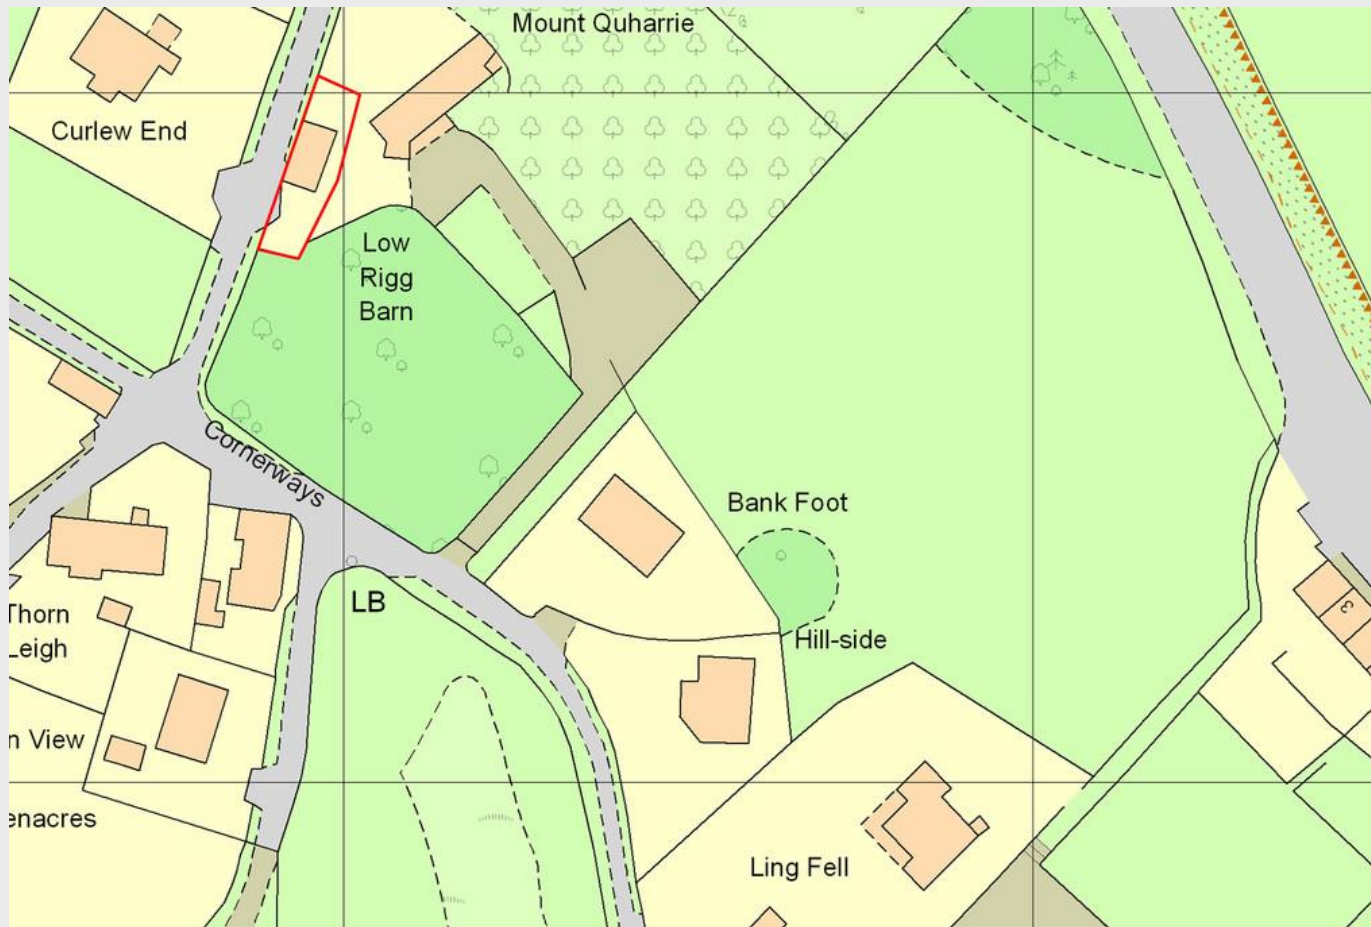 Mount Quharrie
Curlew End
Low
Rigg
Barn
Cornerways
Bank Foot
LB
3
Thorn
Leigh
Hill-side
n View
enacres
Ling Fell